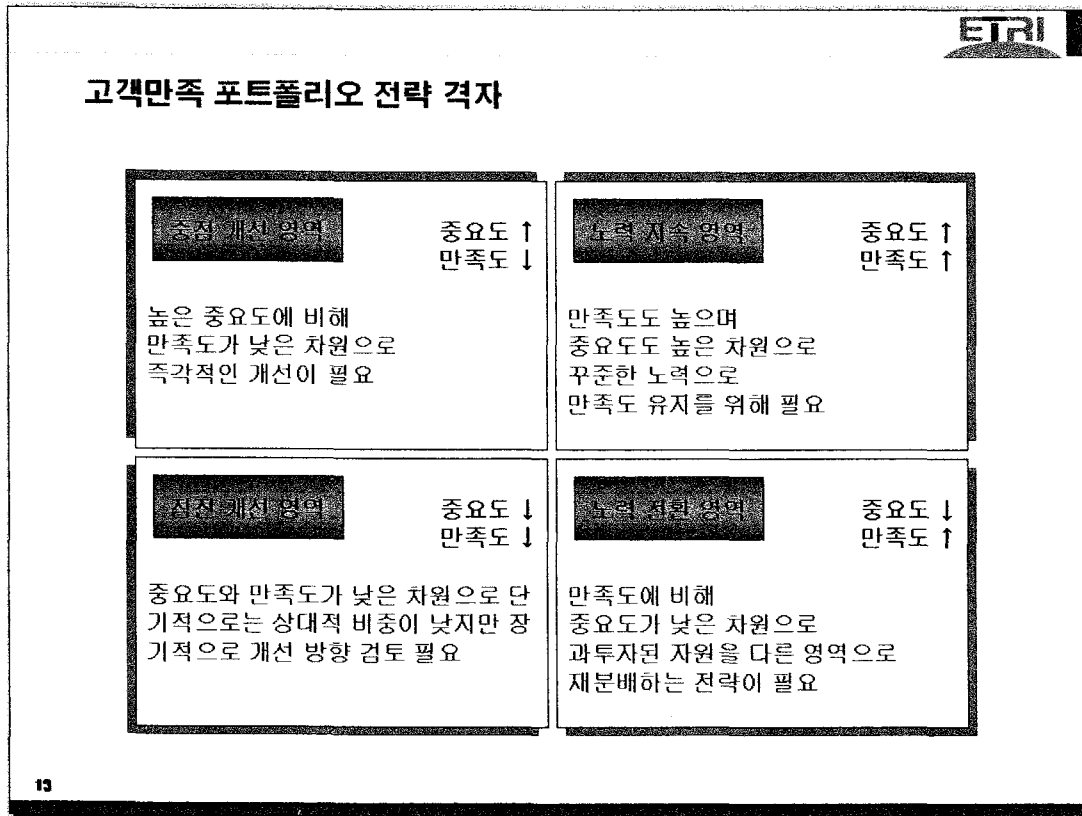 ETRI
고객만족 포트폴리오 전략 격자
중점 개선 영역
중요도 ↑
만족도 ↓
높은 중요도에 비해
만족도가 낮은 차원으로
즉각적인 개선이 필요
노력 지속 영역
중요도 ↑
만족도 ↑
만족도도 높으며
중요도도 높은 차원으로
꾸준한 노력으로
만족도 유지를 위해 필요
점진 개선 영역
중요도 ↓
만족도 ↓
중요도와 만족도가 낮은 차원으로 단
기적으로는 상대적 비중이 낮지만 장
기적으로 개선 방향 검토 필요
노력 전환 영역
중요도 ↓
만족도 ↑
만족도에 비해
중요도가 낮은 차원으로
과투자된 자원을 다른 영역으로
재분배하는 전략이 필요
13